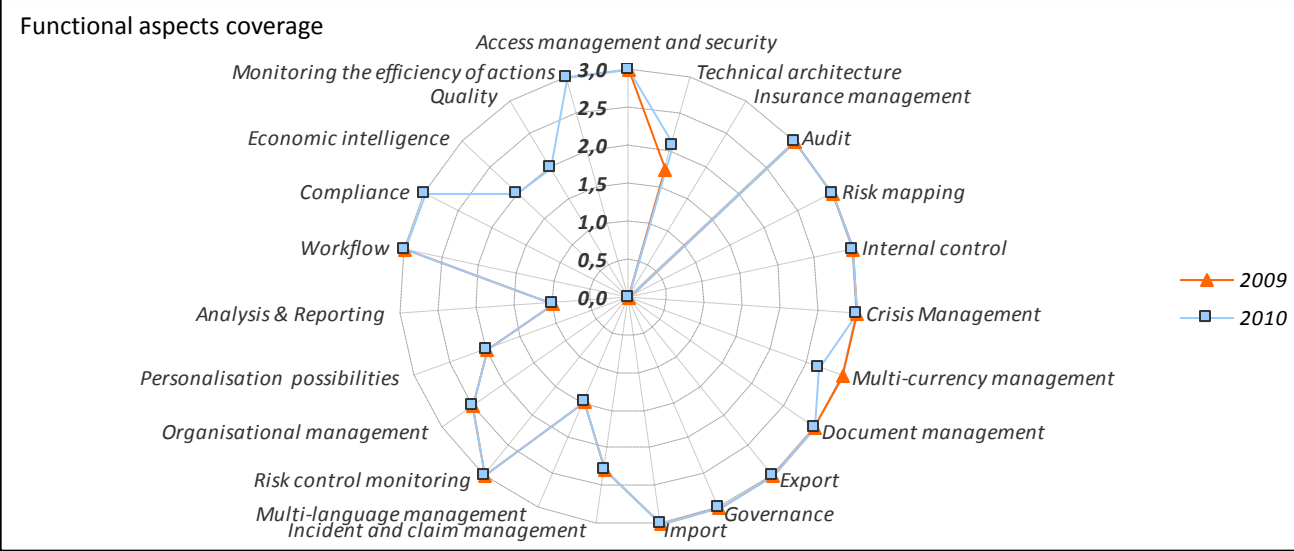 Functional aspects coverage
Access management and security
Technical architecture
Insurance management
Audit
Risk mapping
Internal control
Crisis Management
Multi-currency management
Document management
Export
Governance
Import
Incident and claim management
Multi-language management
Risk control monitoring
Organisational management
Personalisation possibilities
Analysis & Reporting
Workflow
Compliance
Economic intelligence
Quality
Monitoring the efficiency of actions
3,0
2,5
2,0
1,5
1,0
0,5
0,0
2009
2010